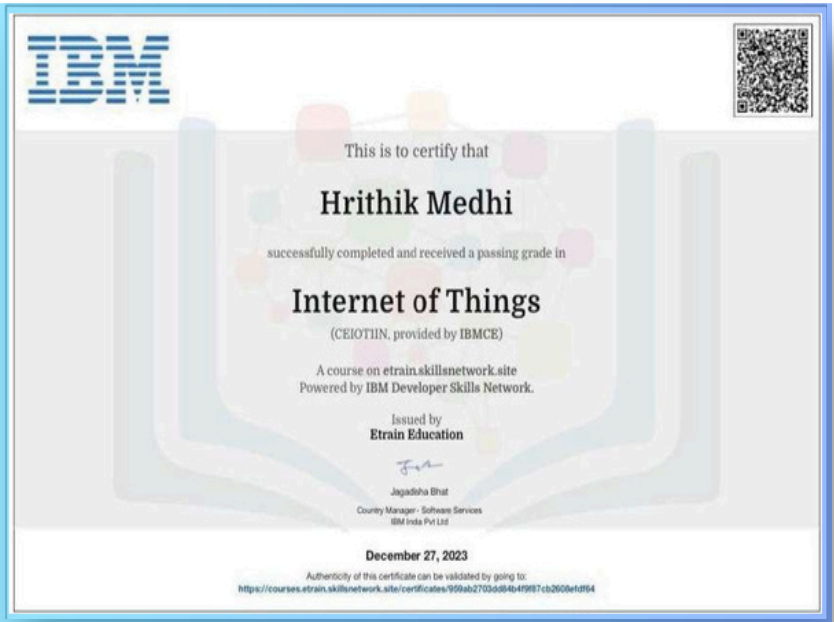 IBM
This is to certify that
Hrithik Medhi
successfully completed and received a passing grade in
Internet of Things
(CEIOT1IN, provided by IBMCE)
A course on etrain.skillsnetwork.site
Powered by IBM Developer Skills Network.
Issued by
Etrain Education
Jagadisha Bhat
Country Manager - Software Services
IBM India Pvt Ltd
December 27, 2023
Authenticity of this certificate can be validated by going to: